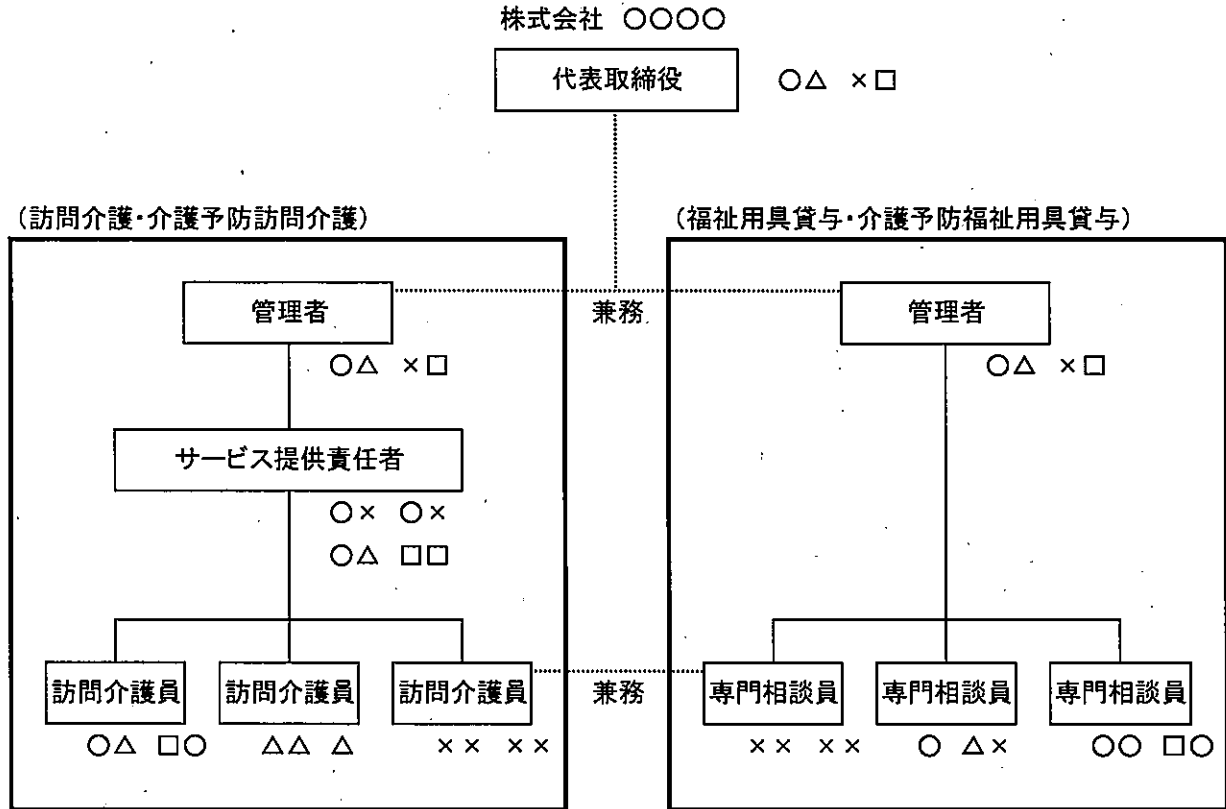 株式会社 ○○○○
代表取締役 ○△ ×□
(訪問介護・介護予防訪問介護)
(福祉用具貸与・介護予防福祉用具貸与)
管理者
兼務
管理者
○△ ×□
○△ ×□
サービス提供責任者
○× ○×
○△ □□
訪問介護員
訪問介護員
訪問介護員
兼務
専門相談員
専門相談員
専門相談員
○△ □○
△△ △
×× ××
×× ××
○ △×
○○ □○